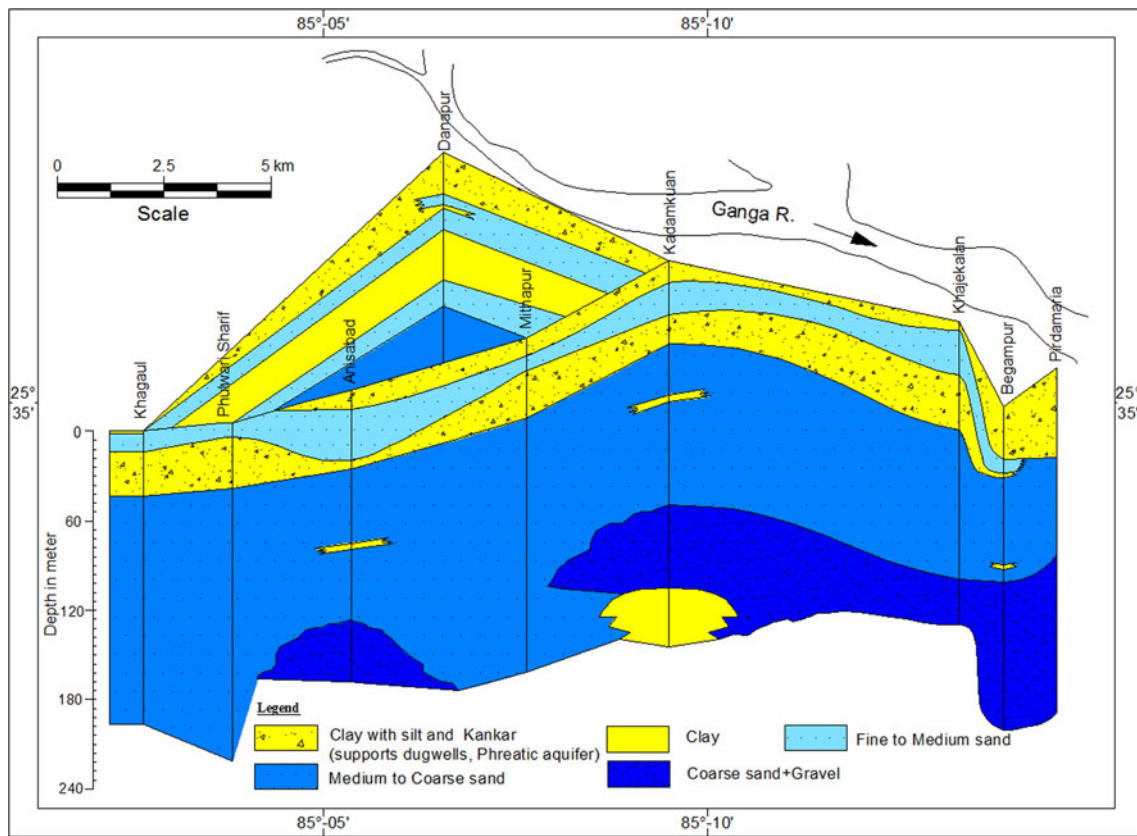 85°-05'
85°-10'
0
2.5
5 km
Scale
Danapur
Ganga R.
Kadamkuan
Khajekalan
Pirdamaria
Begampur
Mithapur
Anisabad
Phulwari Sharif
Khagaul
25°
35'
25°
35'
Depth in meter
0
60
120
180
240
Legend
Clay with silt and Kankar
(supports dugwells, Phreatic aquifer)
Clay
Fine to Medium sand
Medium to Coarse sand
Coarse sand+Gravel
85°-05'
85°-10'